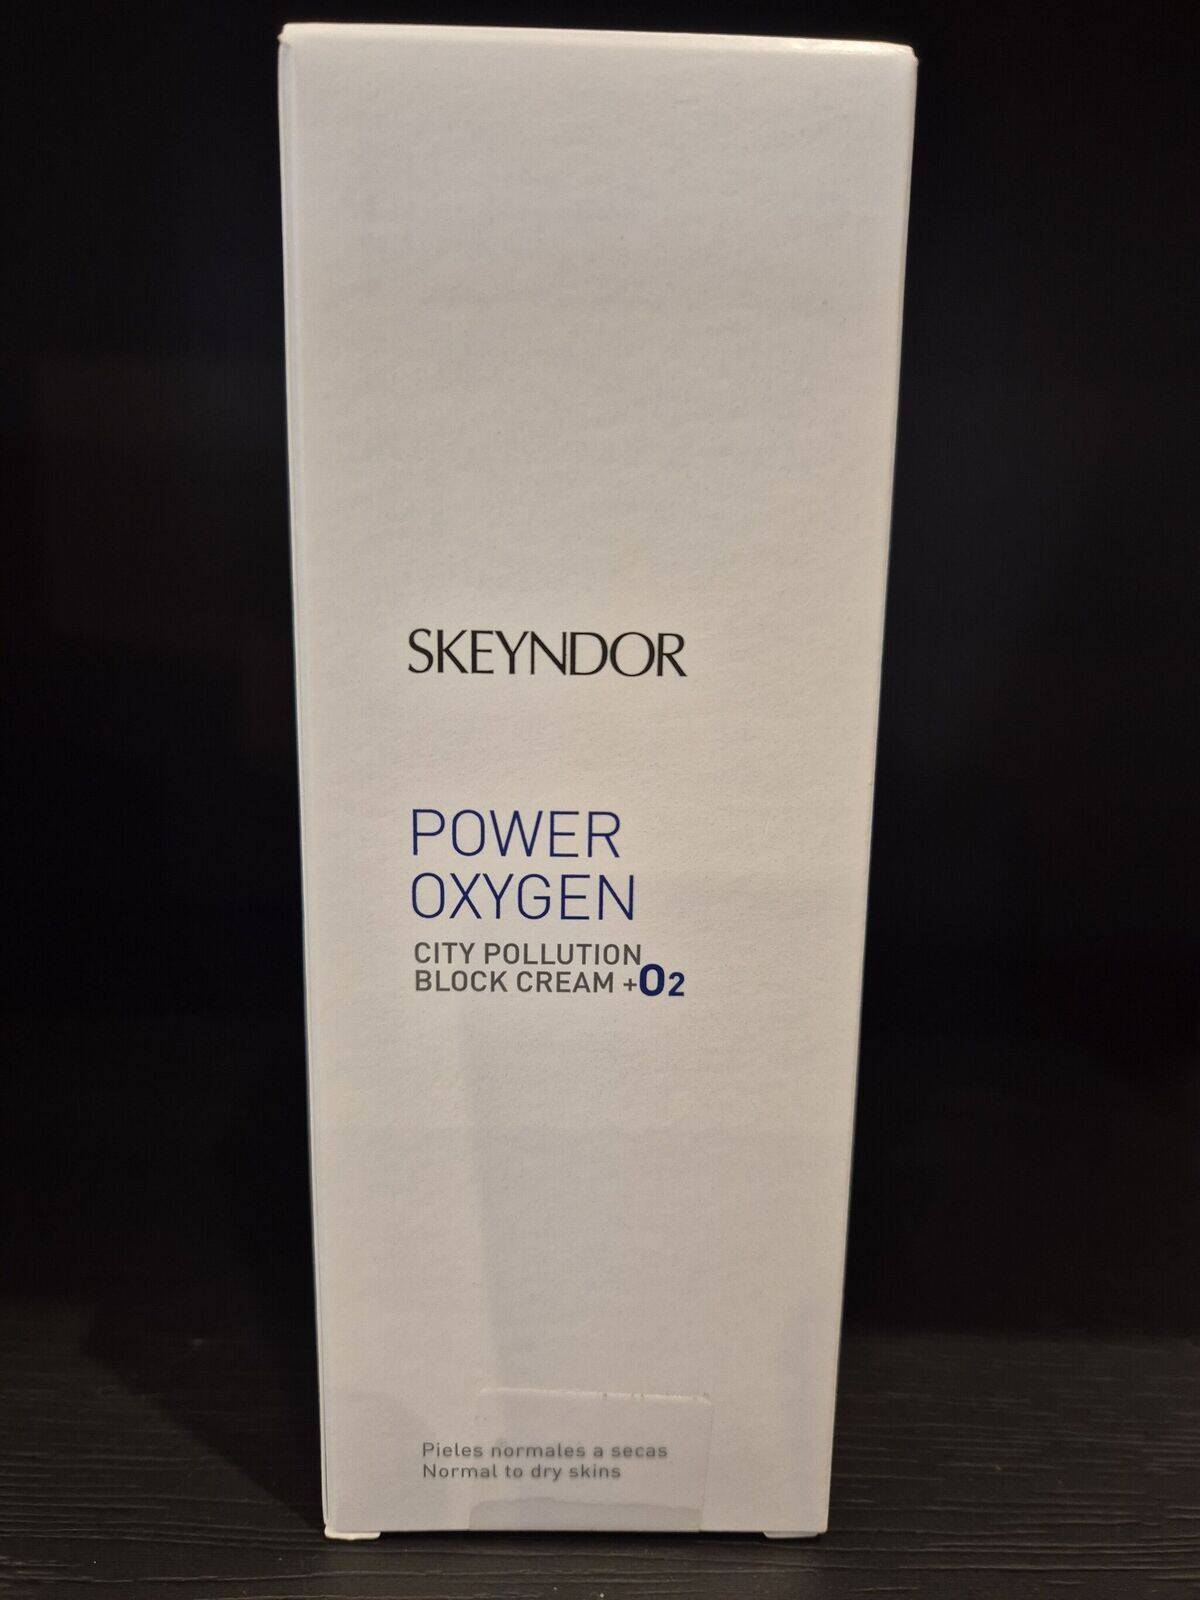 SKEYNDOR
POWER
OXYGEN
CITY POLLUTION
BLOCK CREAM +O2
Pieles normales a secas
Normal to dry skins